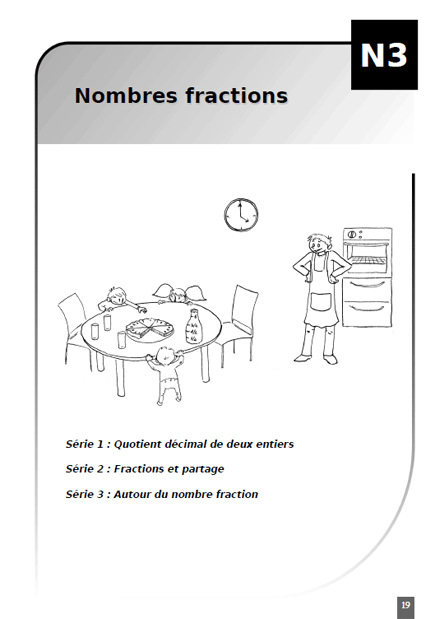 N3
Nombres fractions
Série 1 : Quotient décimal de deux entiers
Série 2 : Fractions et partage
Série 3 : Autour du nombre fraction
19